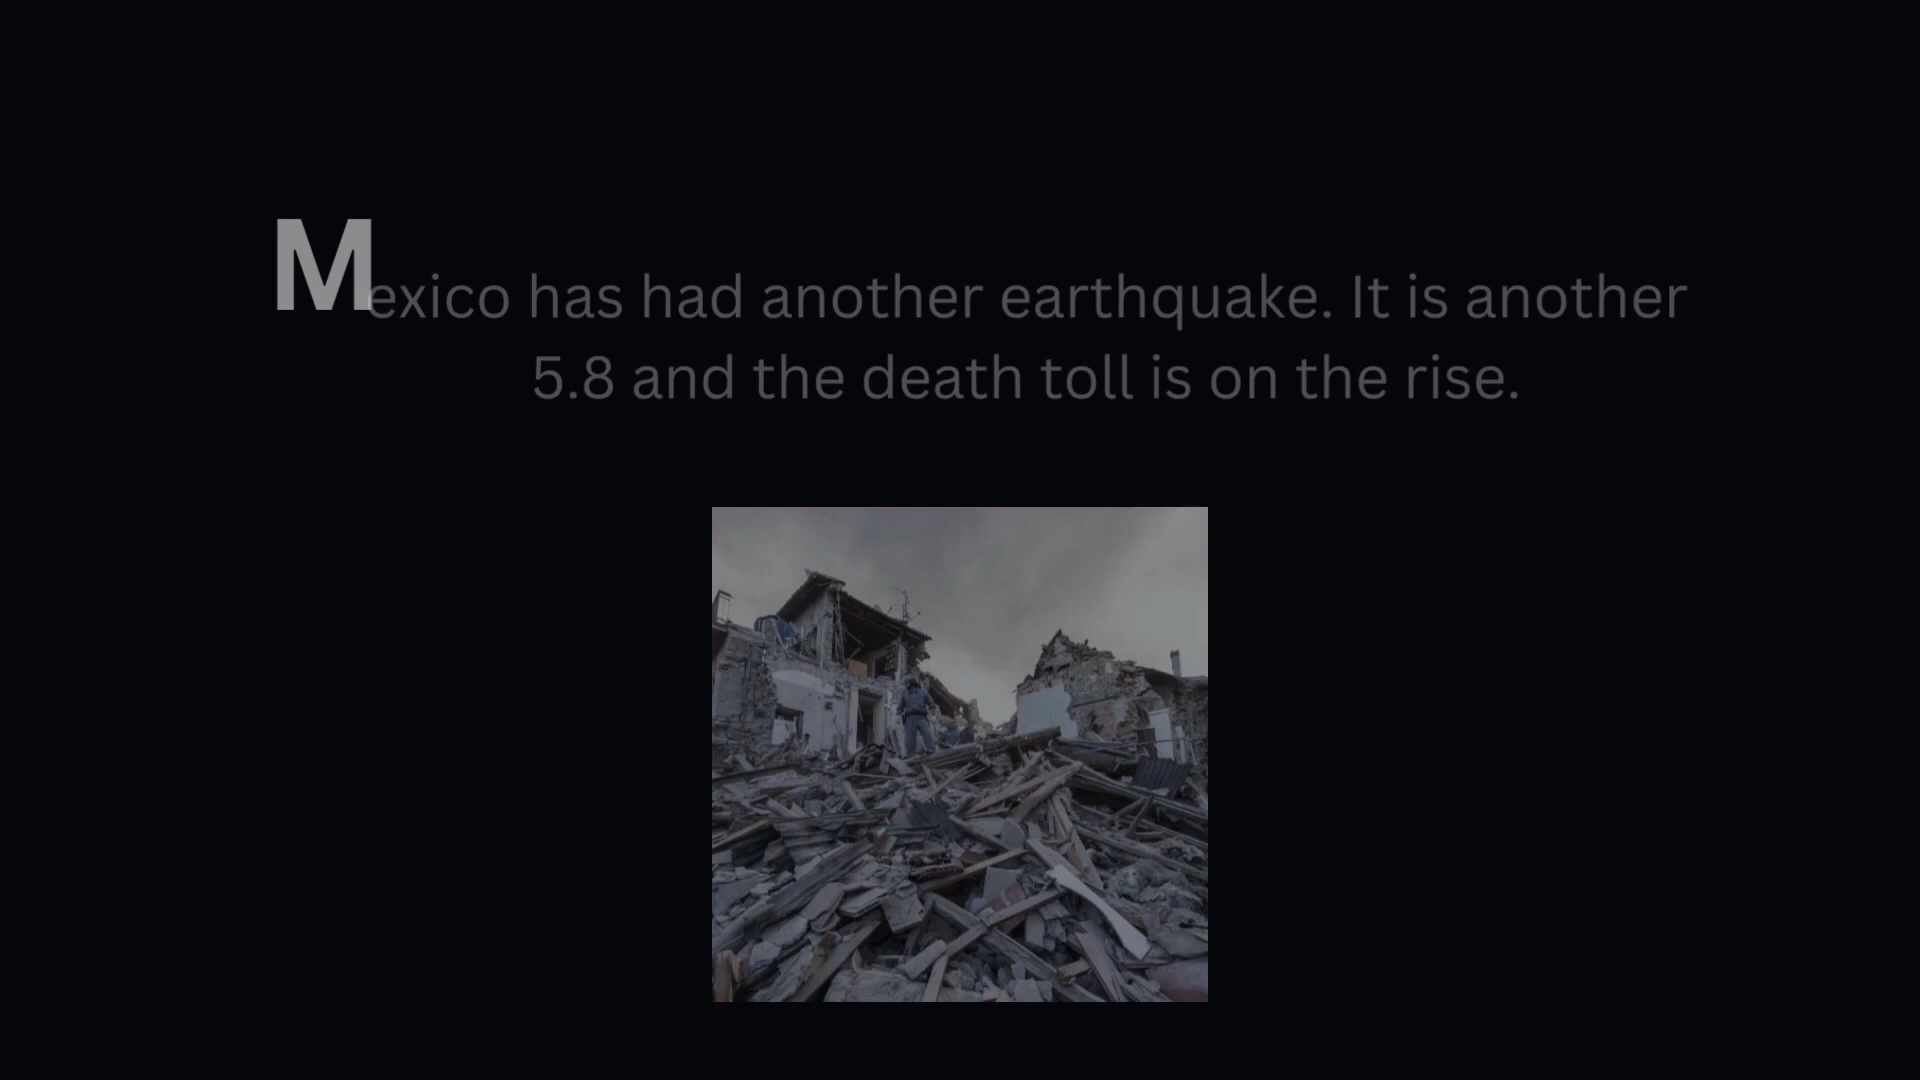 Mexico has had another earthquake. It is another
5.8 and the death toll is on the rise.